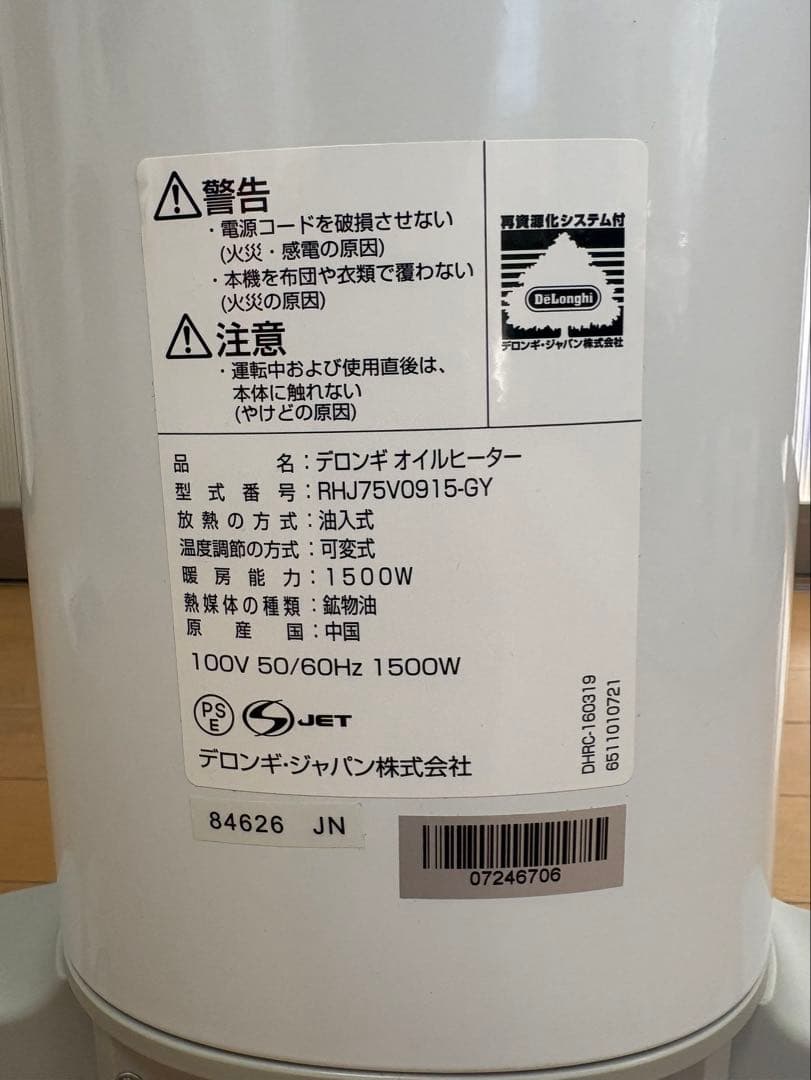 警告
・電源コードを破損させない
(火災・感電の原因)
・本機を布団や衣類で覆わない
(火災の原因)
注意
・運転中および使用直後は、
本体に触れない
(やけどの原因)
再資源化システム付
DeLonghi
デロンギ・ジャパン株式会社
品名：デロンギ オイルヒーター
型式番号：RHJ75V0915-GY
放熱の方式：油入式
温度調節の方式：可変式
暖房能力：1500W
熱媒体の種類：鉱物油
原産国：中国
100V 50/60Hz 1500W
PS
E
JET
デロンギ・ジャパン株式会社
DHRC-160319
6511010721
84626 JN
07246706